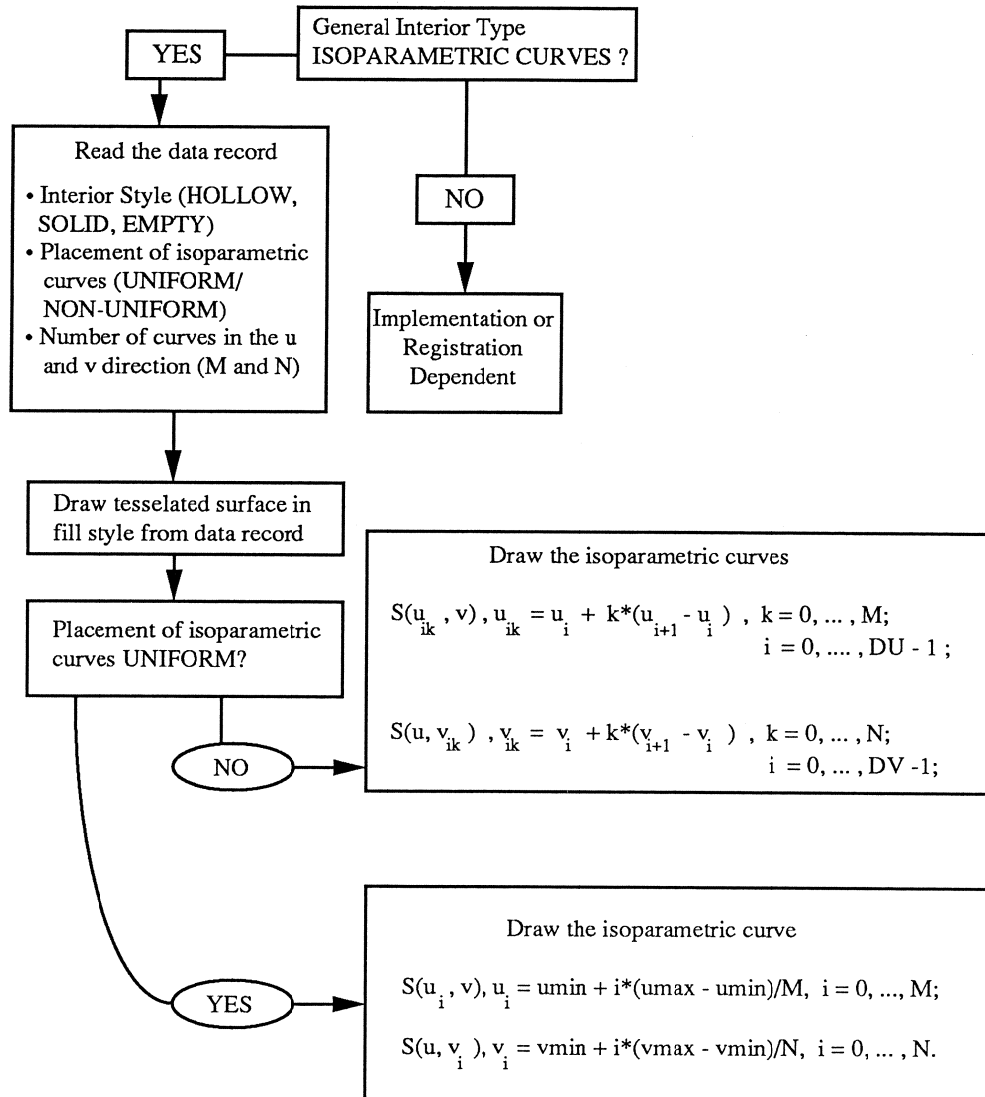 General Interior Type
ISOPARAMETRIC CURVES ?
YES
Read the data record
• Interior Style (HOLLOW,
SOLID, EMPTY)
• Placement of isoparametric
curves (UNIFORM/
NON-UNIFORM)
• Number of curves in the u
and v direction (M and N)
NO
Implementation or
Registration
Dependent
Draw tesselated surface in
fill style from data record
Placement of isoparametric
curves UNIFORM?
NO
Draw the isoparametric curves
S(u_ik , v) , u_ik = u_i + k*(u_i+1 - u_i ) , k = 0, ... , M;
i = 0, .... , DU - 1 ;
S(u, v_ik ) , v_ik = v_i + k*(v_i+1 - v_i ) , k = 0, ... , N;
i = 0, ... , DV -1;
YES
Draw the isoparametric curve
S(u_i , v), u_i = umin + i*(umax - umin)/M, i = 0, ..., M;
S(u, v_i ), v_i = vmin + i*(vmax - vmin)/N, i = 0, ... , N.